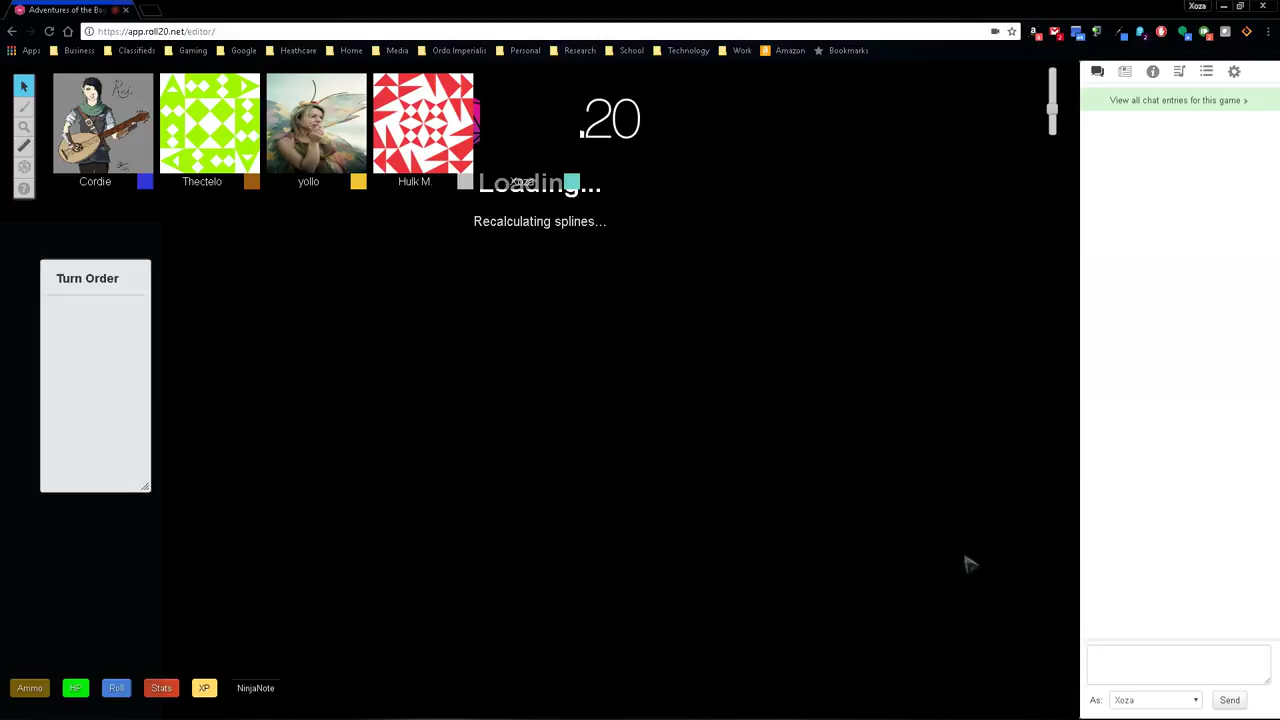 Adventures of the Ba
Xoza
https://app.roll20.net/editor/
Apps Business Classifieds Gaming Google Heathcare Home Media Ordo Imperialis Personal Research School Technology Work Amazon Bookmarks
View all chat entries for this game »
.20
Cordie Thectelo yollo Hulk M. Xoza
Loading...
Recalculating splines...
Turn Order
Ammo HP Roll Stats XP NinjaNote
As: Xoza Send